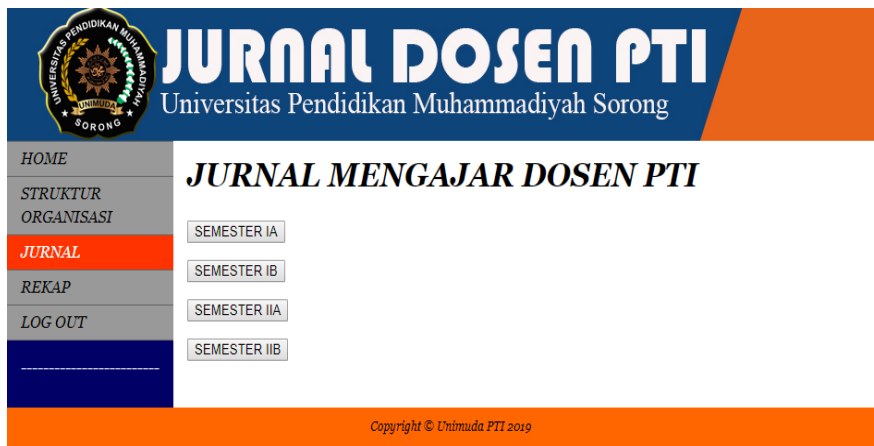 UNIVERSITAS PENDIDIKAN MUHAMMADIYAH
UNIMUDA
SORONG
JURNAL DOSEN PTI
Universitas Pendidikan Muhammadiyah Sorong
HOME
STRUKTUR
ORGANISASI
JURNAL
REKAP
LOG OUT
-------------------------
JURNAL MENGAJAR DOSEN PTI
SEMESTER IA
SEMESTER IB
SEMESTER IIA
SEMESTER IIB
Copyright © Unimuda PTI 2019